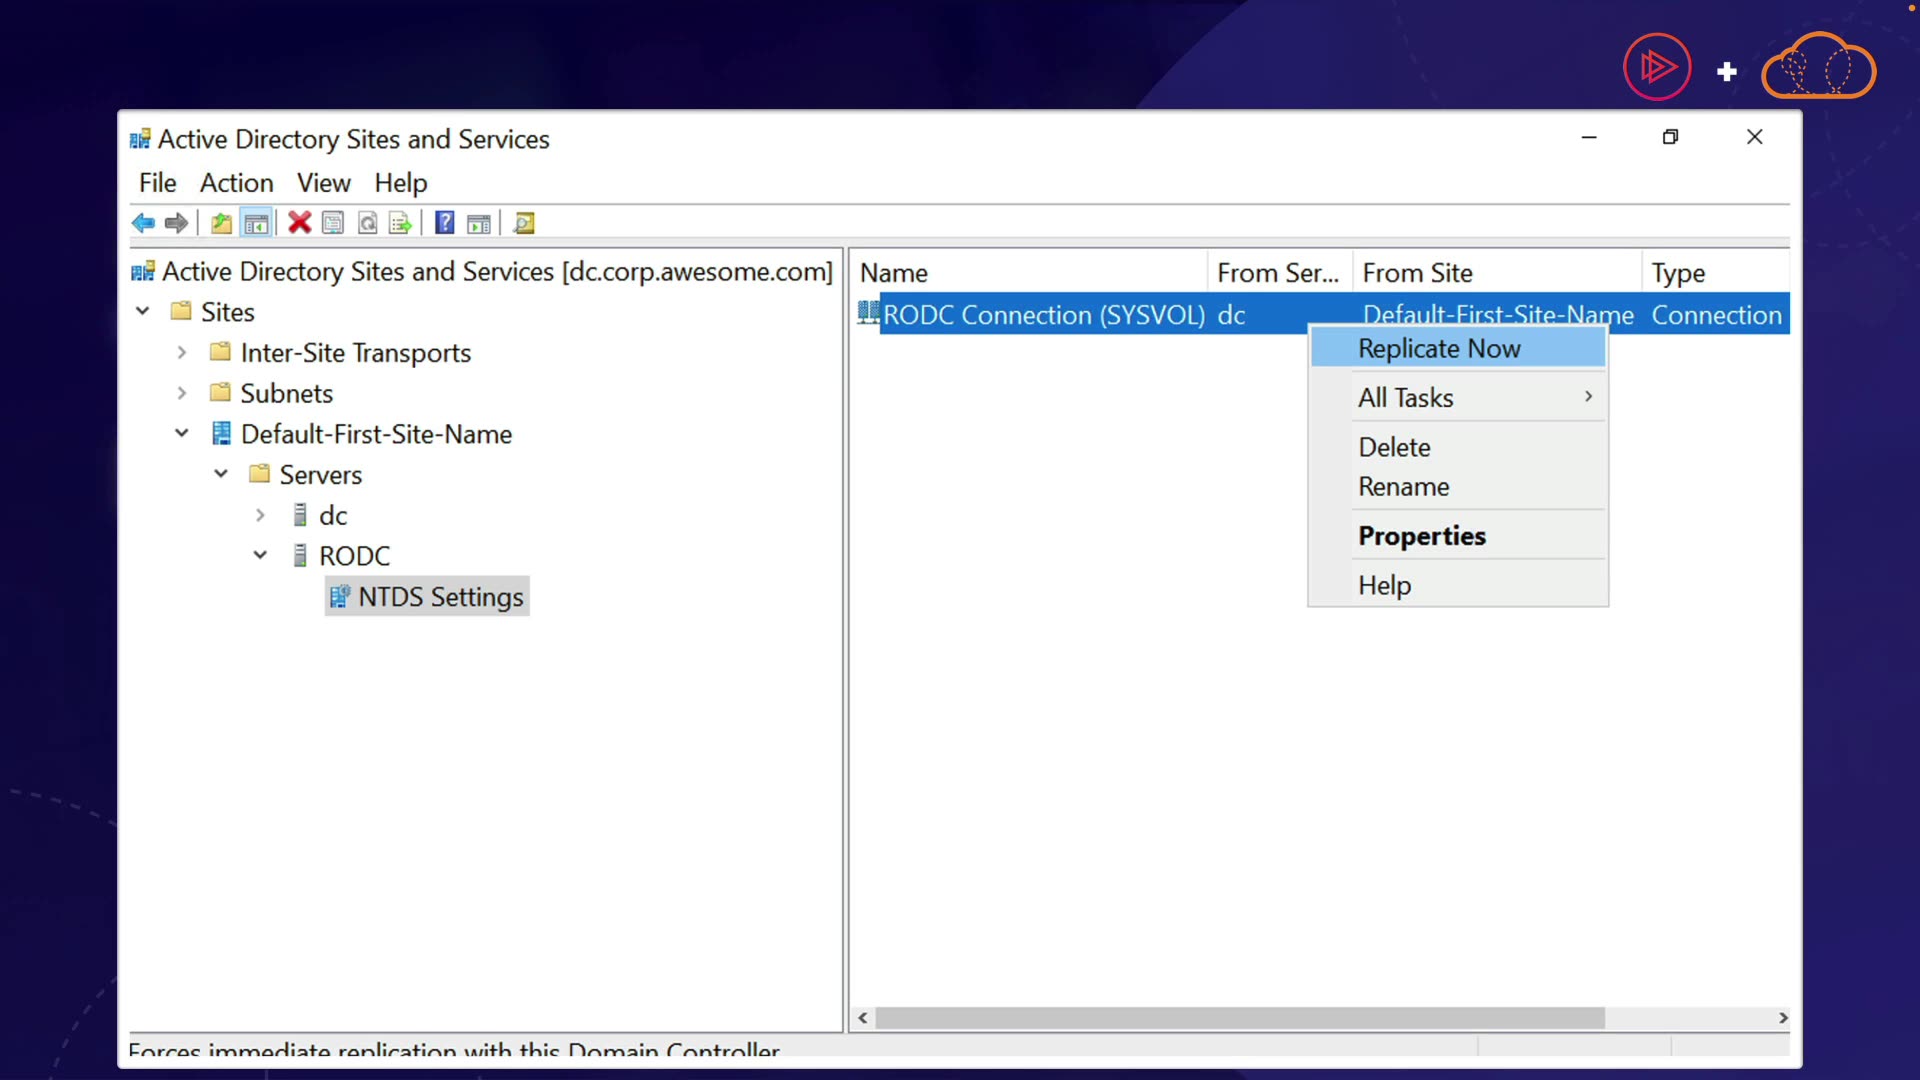 Active Directory Sites and Services
File Action View Help
Active Directory Sites and Services [dc.corp.awesome.com]
Sites
Inter-Site Transports
Subnets
Default-First-Site-Name
Servers
dc
RODC
NTDS Settings
Name From Ser... From Site Type
RODC Connection (SYSVOL) dc Default-First-Site-Name Connection
Replicate Now
All Tasks
Delete
Rename
Properties
Help
Forces immediate replication with this Domain Controller